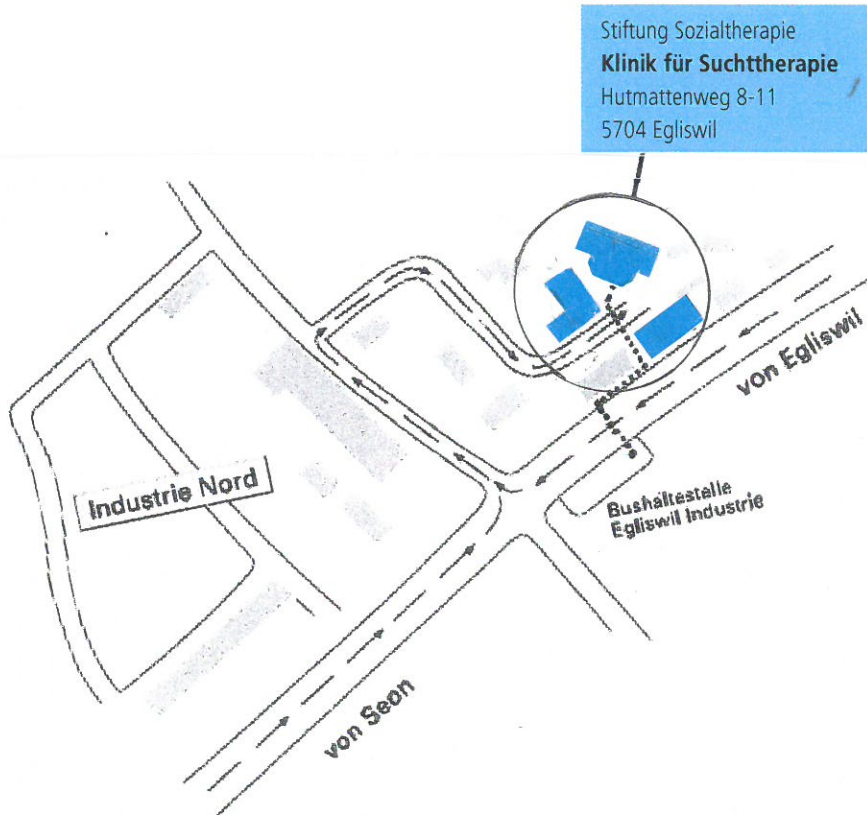 Stiftung Sozialtherapie
Klinik für Suchttherapie
Hutmattenweg 8-11
5704 Egliswil
von Egliswil
Industrie Nord
Bushaltestelle
Egliswil Industrie
von Seon